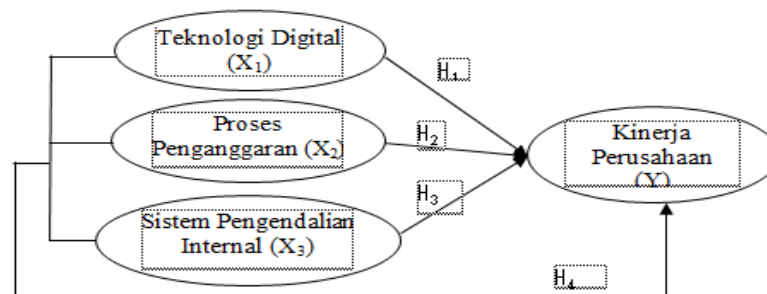 Teknologi Digital
(X₁)
H₁
Proses
Penganggaran (X₂)
H₂
Kinerja
Perusahaan
(Y)
H₃
Sistem Pengendalian
Internal (X₃)
H₄